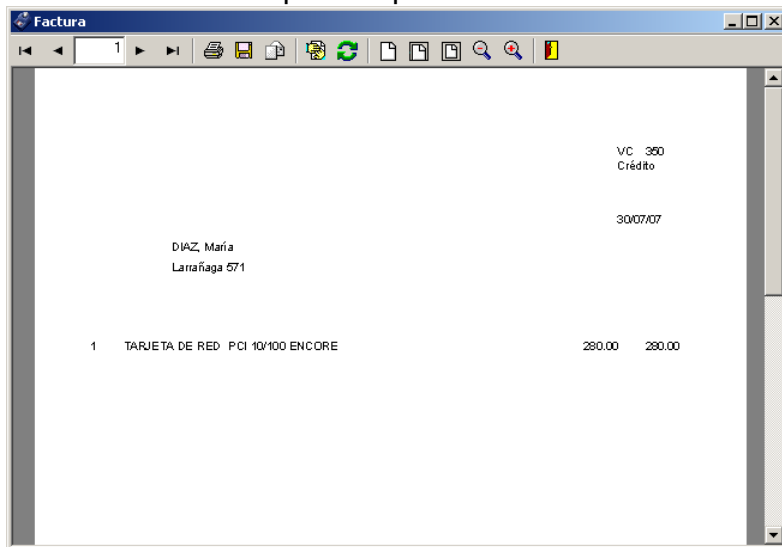 Factura
1
VC 350
Crédito
30/07/07
DIAZ, María
Larrañaga 571
1 TARJETA DE RED PCI 10/100 ENCORE 280.00 280.00